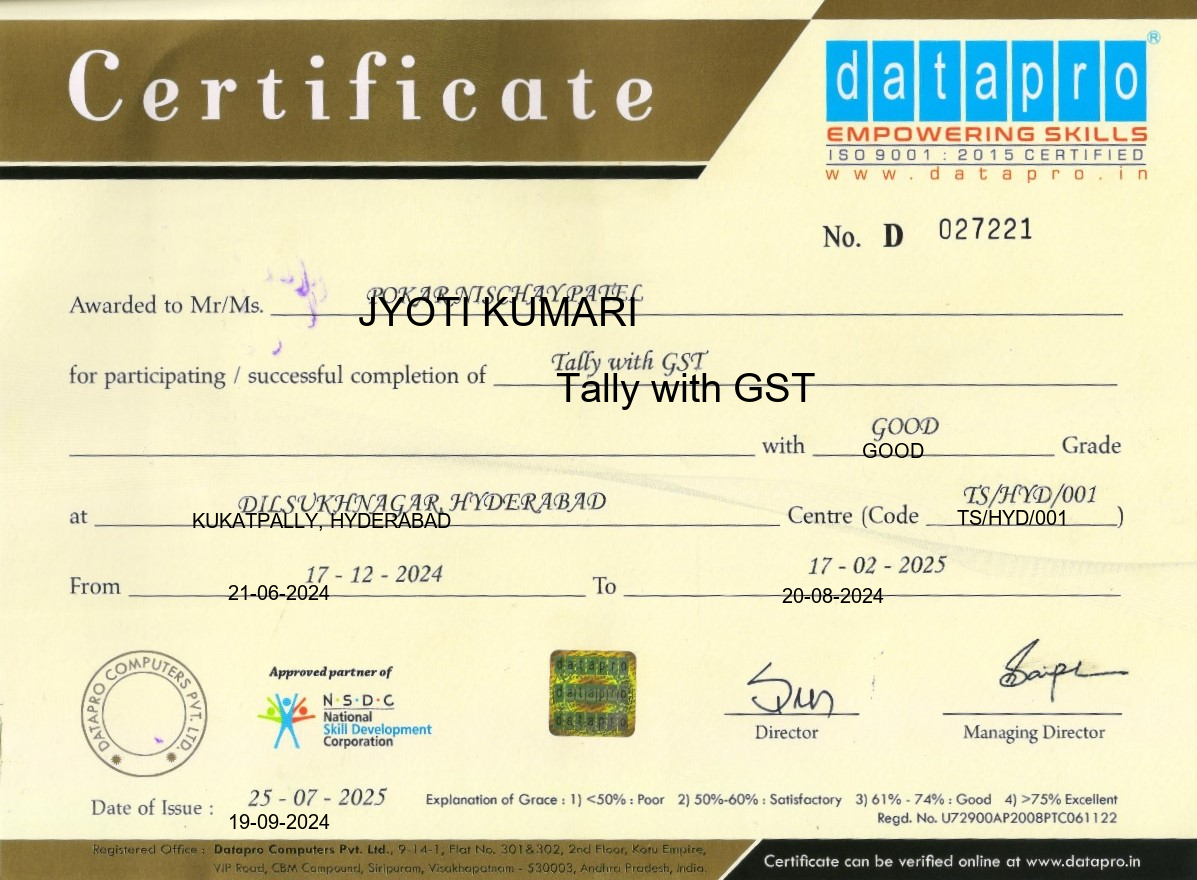 Certificate
datapro®
EMPOWERING SKILLS
ISO 9001 : 2015 CERTIFIED
www.datapro.in
No. D 027221
POKAR NISCHAY PATEL
Awarded to Mr/Ms. JYOTI KUMARI
Tally with GST
for participating / successful completion of Tally with GST
GOOD
with GOOD Grade
DILSUKHNAGAR, HYDERABAD TS/HYD/001
at KUKATPALLY, HYDERABAD Centre (Code TS/HYD/001 )
17 - 12 - 2024 17 - 02 - 2025
From 21-06-2024 To 20-08-2024
DATAPRO COMPUTERS PVT. LTD.
Approved partner of
N·S·D·C
National
Skill Development
Corporation
datapro
datapro
datapro
Director
Managing Director
25 - 07 - 2025
Date of Issue : 19-09-2024
Explanation of Grace : 1) <50% : Poor 2) 50%-60% : Satisfactory 3) 61% - 74% : Good 4) >75% Excellent
Regd. No. U72900AP2008PTC061122
Registered Office : Datapro Computers Pvt. Ltd., 9-14-1, Flat No. 301&302, 2nd Floor, Kotu Empire,
VIP Road, CBM Compound, Siripuram, Visakhapatnam - 530003, Andhra Pradesh, India.
Certificate can be verified online at www.datapro.in